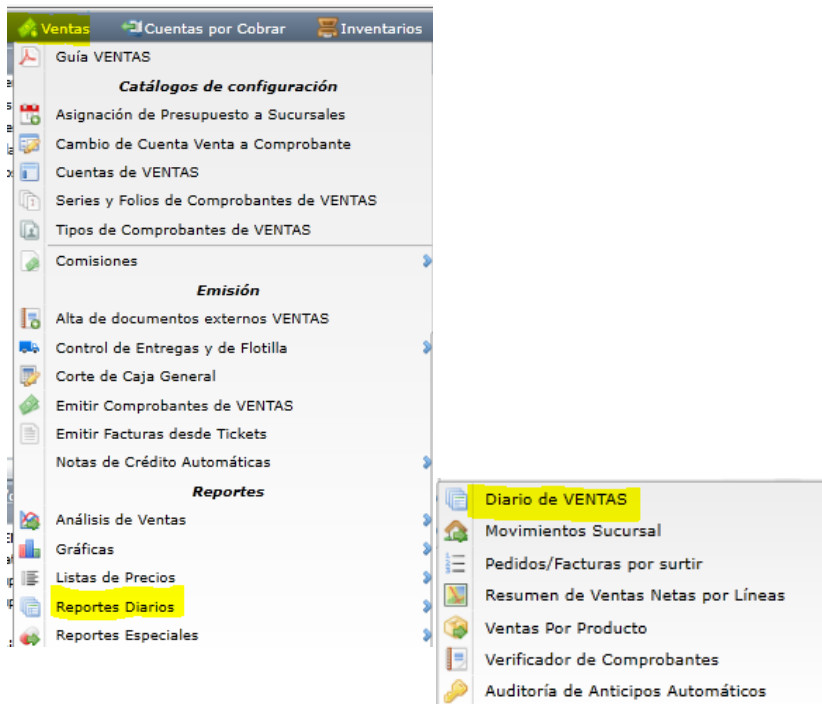 Ventas Cuentas por Cobrar Inventarios
Guía VENTAS
Catálogos de configuración
Asignación de Presupuesto a Sucursales
Cambio de Cuenta Venta a Comprobante
Cuentas de VENTAS
Series y Folios de Comprobantes de VENTAS
Tipos de Comprobantes de VENTAS
Comisiones
Emisión
Alta de documentos externos VENTAS
Control de Entregas y de Flotilla
Corte de Caja General
Emitir Comprobantes de VENTAS
Emitir Facturas desde Tickets
Notas de Crédito Automáticas
Reportes
Análisis de Ventas
Gráficas
Listas de Precios
Reportes Diarios
Reportes Especiales
Diario de VENTAS
Movimientos Sucursal
Pedidos/Facturas por surtir
Resumen de Ventas Netas por Líneas
Ventas Por Producto
Verificador de Comprobantes
Auditoría de Anticipos Automáticos